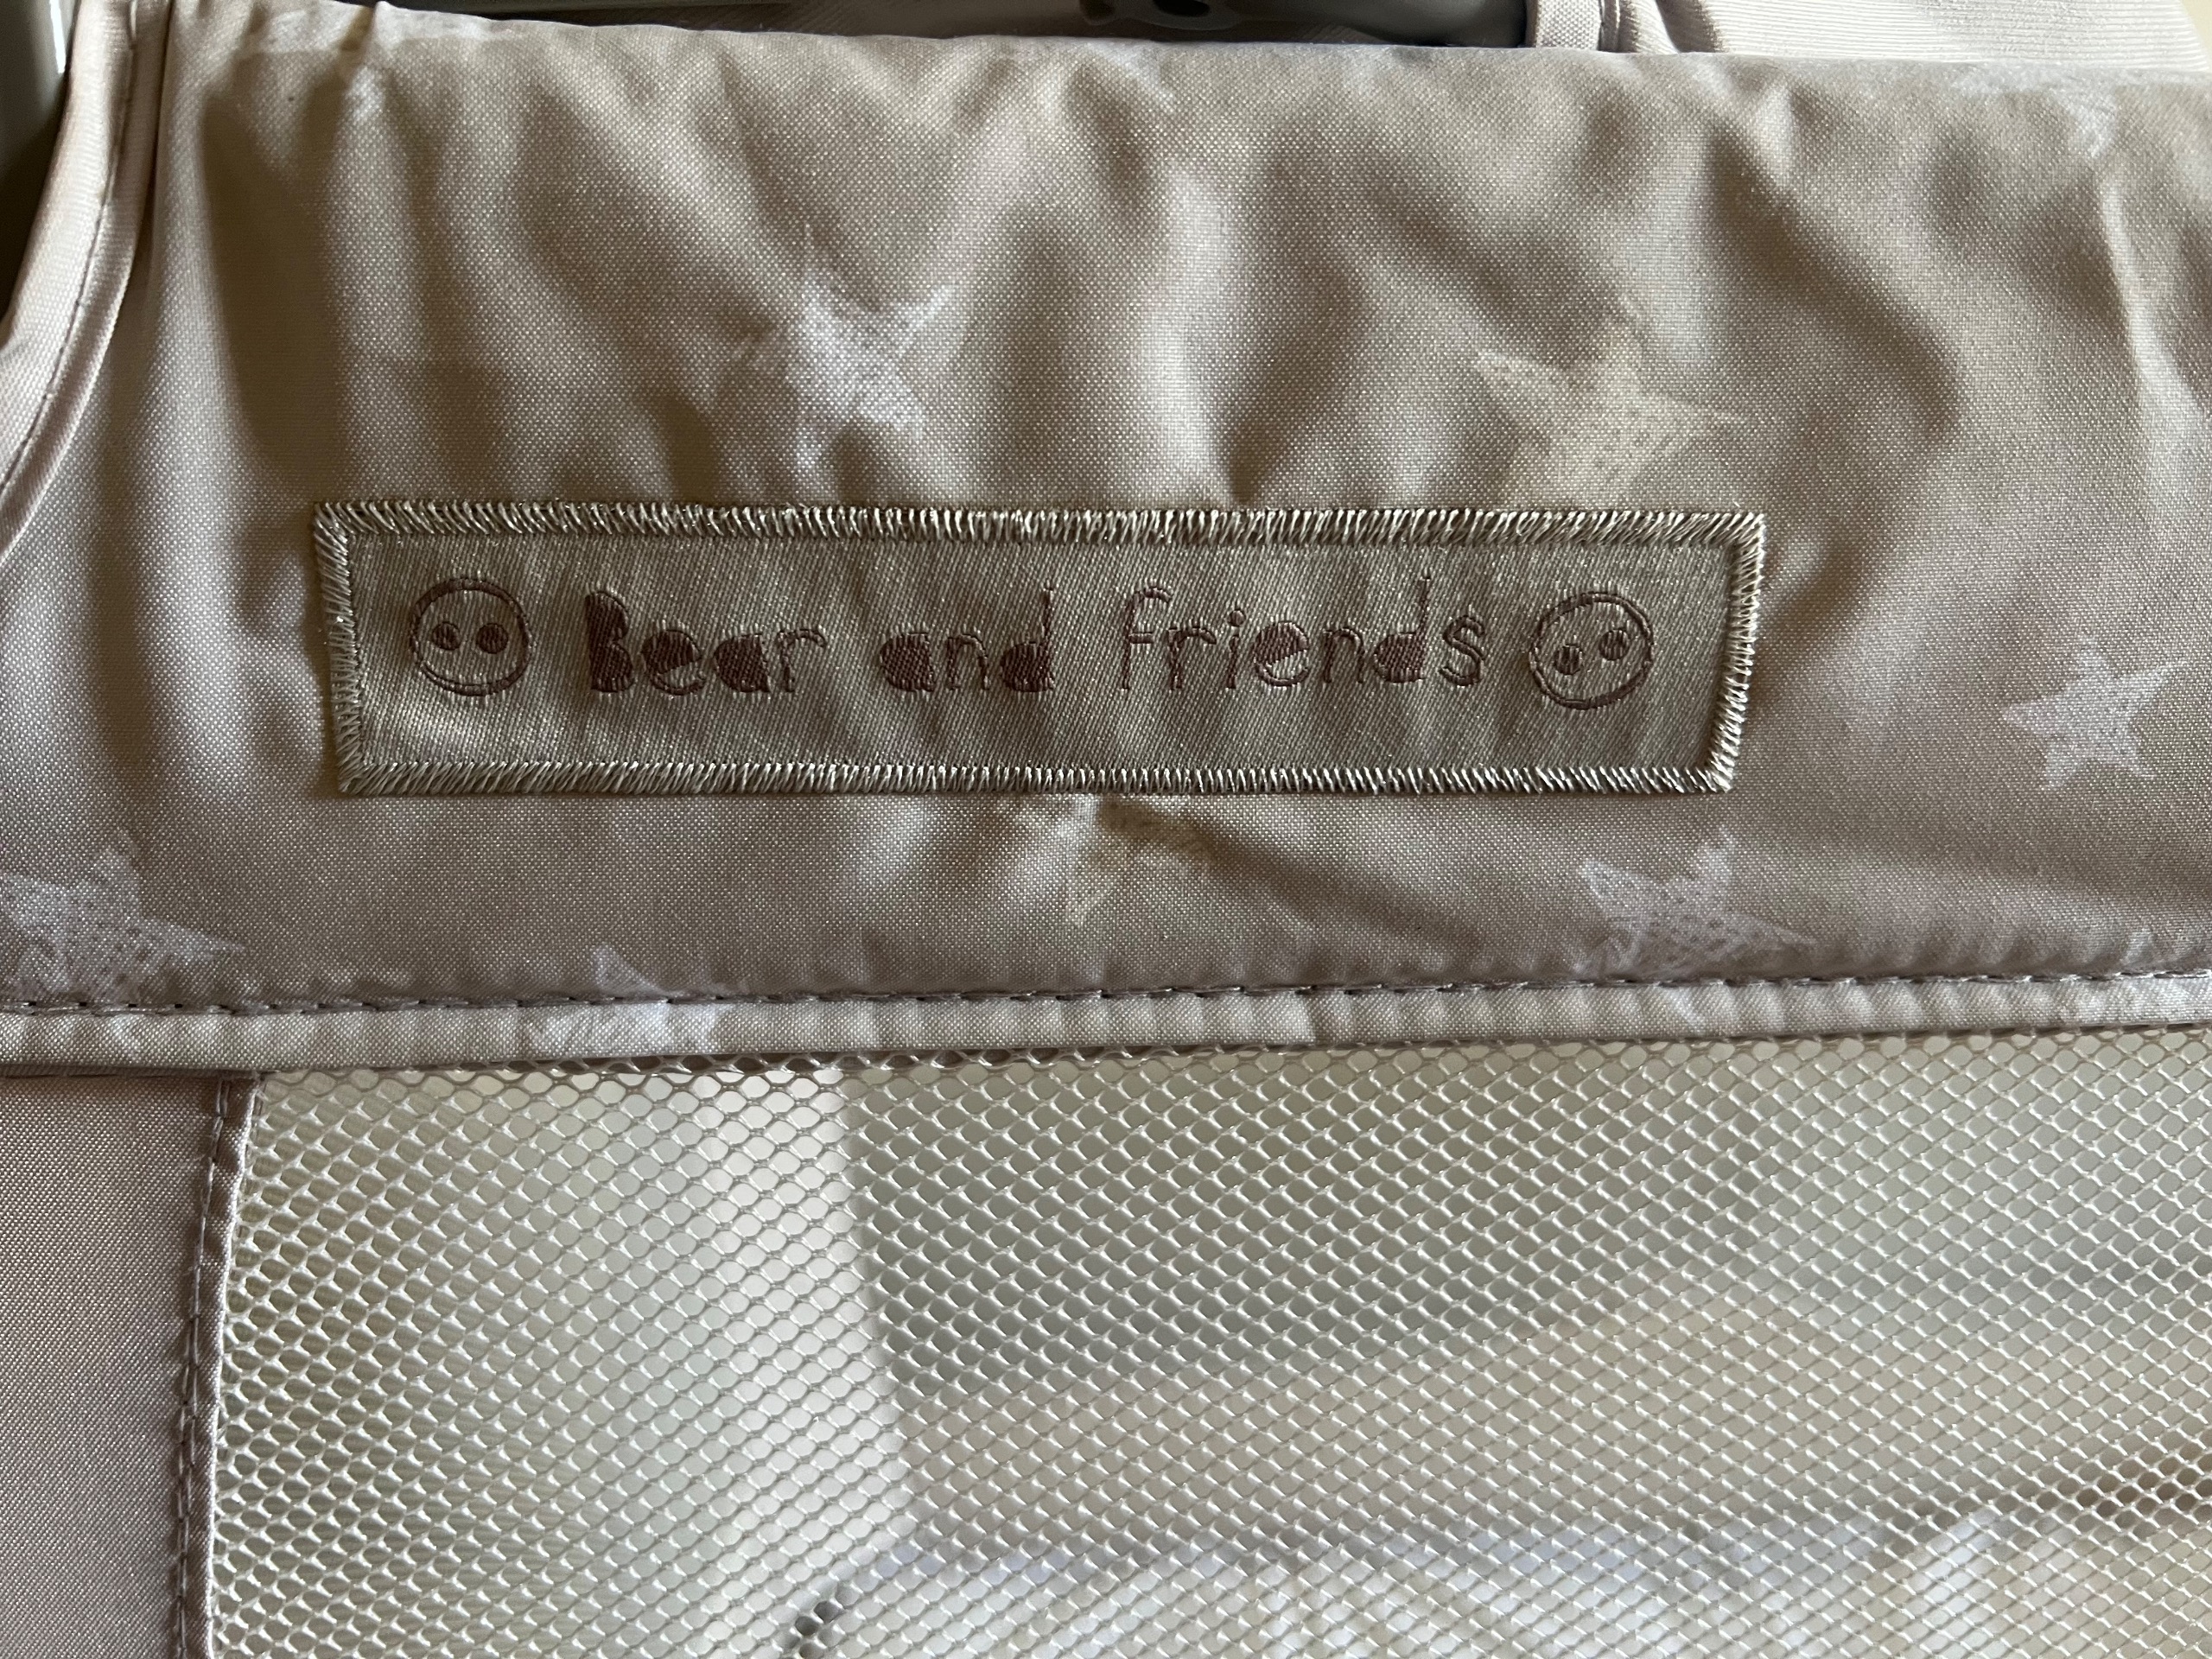 Bear and friends